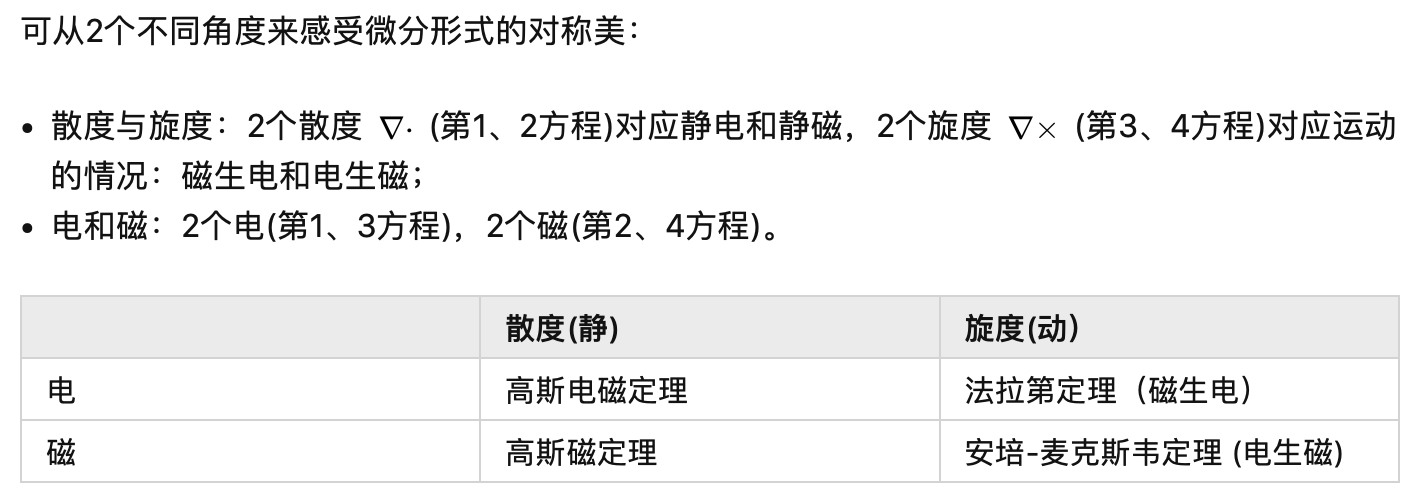 可从2个不同角度来感受微分形式的对称美：
• 散度与旋度：2个散度 ∇· (第1、2方程)对应静电和静磁，2个旋度 ∇× (第3、4方程)对应运动
的情况：磁生电和电生磁；
• 电和磁：2个电(第1、3方程)，2个磁(第2、4方程)。
散度(静) 旋度(动）
电 高斯电磁定理 法拉第定理（磁生电）
磁 高斯磁定理 安培-麦克斯韦定理 (电生磁)